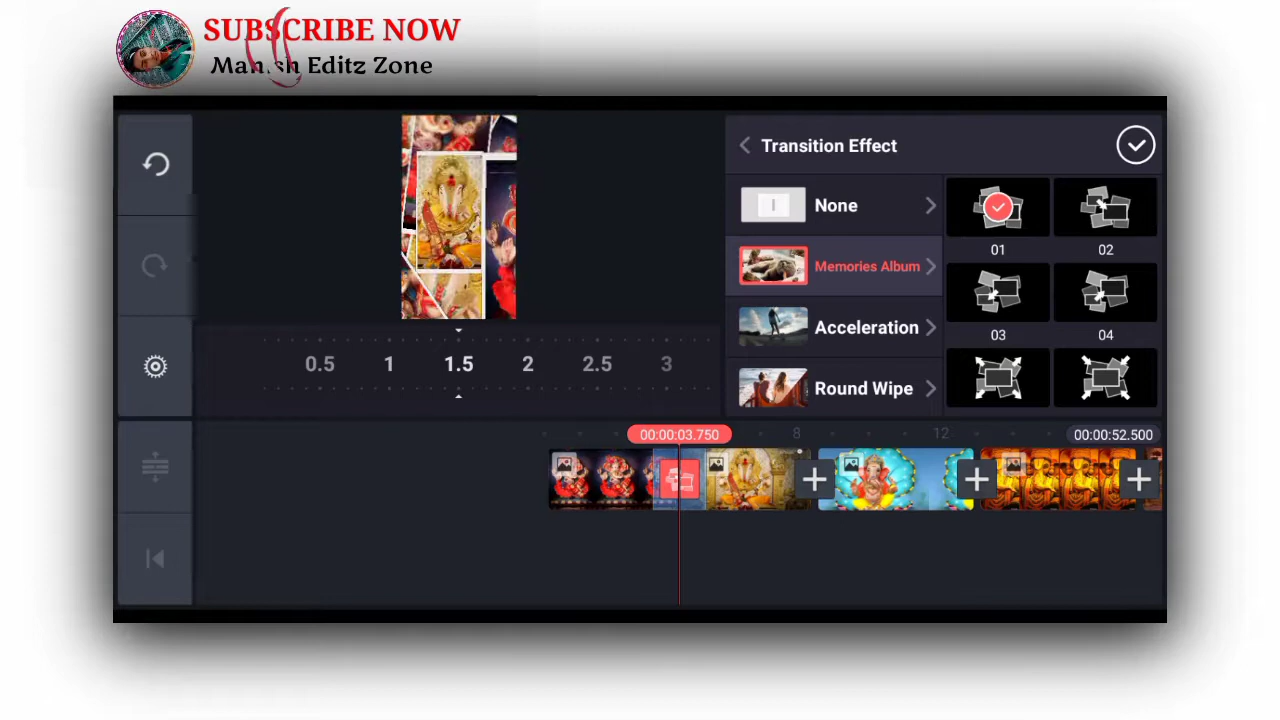 SUBSCRIBE NOW
Manish Editz Zone
Transition Effect
None
Memories Album
Acceleration
Round Wipe
01
02
03
04
0.5 1 1.5 2 2.5 3
00:00:03.750 8 12 00:00:52.500